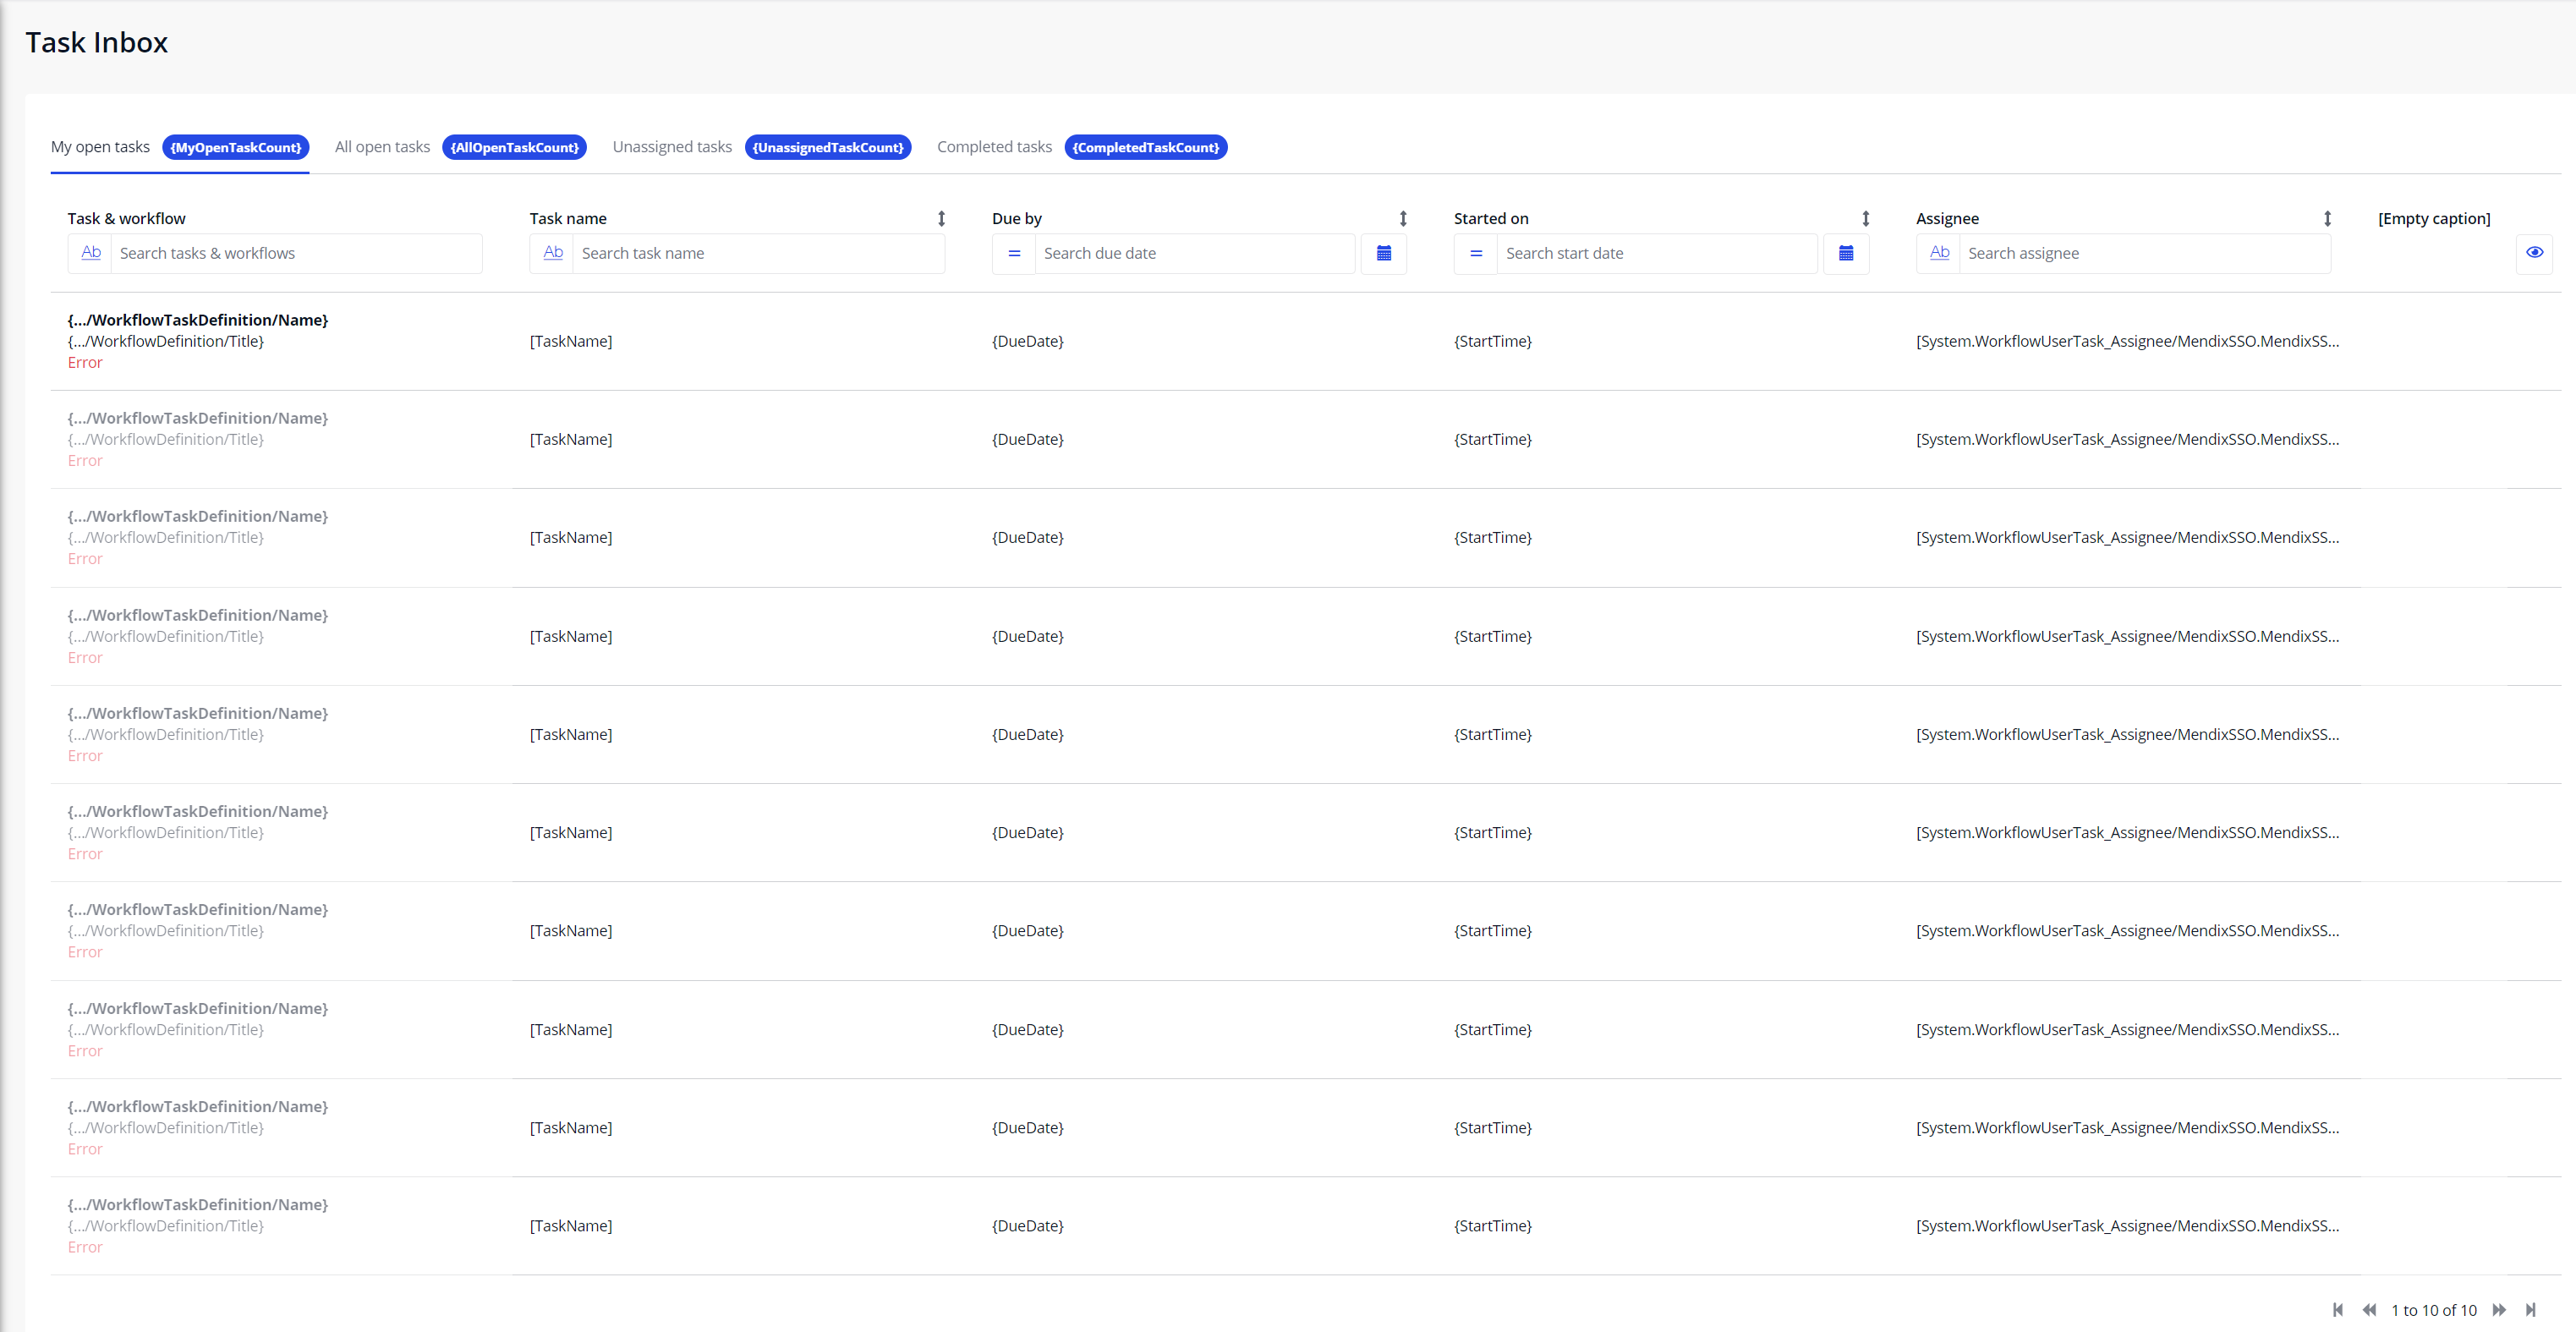 Task Inbox
My open tasks {MyOpenTaskCount} All open tasks {AllOpenTaskCount} Unassigned tasks {UnassignedTaskCount} Completed tasks {CompletedTaskCount}
Task & workflow Task name Due by Started on Assignee [Empty caption]
Ab Search tasks & workflows Ab Search task name = Search due date = Search start date Ab Search assignee
{.../WorkflowTaskDefinition/Name}
{.../WorkflowDefinition/Title} [TaskName] {DueDate} {StartTime} [System.WorkflowUserTask_Assignee/MendixSSO.MendixSS...
Error
{.../WorkflowTaskDefinition/Name}
{.../WorkflowDefinition/Title} [TaskName] {DueDate} {StartTime} [System.WorkflowUserTask_Assignee/MendixSSO.MendixSS...
Error
{.../WorkflowTaskDefinition/Name}
{.../WorkflowDefinition/Title} [TaskName] {DueDate} {StartTime} [System.WorkflowUserTask_Assignee/MendixSSO.MendixSS...
Error
{.../WorkflowTaskDefinition/Name}
{.../WorkflowDefinition/Title} [TaskName] {DueDate} {StartTime} [System.WorkflowUserTask_Assignee/MendixSSO.MendixSS...
Error
{.../WorkflowTaskDefinition/Name}
{.../WorkflowDefinition/Title} [TaskName] {DueDate} {StartTime} [System.WorkflowUserTask_Assignee/MendixSSO.MendixSS...
Error
{.../WorkflowTaskDefinition/Name}
{.../WorkflowDefinition/Title} [TaskName] {DueDate} {StartTime} [System.WorkflowUserTask_Assignee/MendixSSO.MendixSS...
Error
{.../WorkflowTaskDefinition/Name}
{.../WorkflowDefinition/Title} [TaskName] {DueDate} {StartTime} [System.WorkflowUserTask_Assignee/MendixSSO.MendixSS...
Error
{.../WorkflowTaskDefinition/Name}
{.../WorkflowDefinition/Title} [TaskName] {DueDate} {StartTime} [System.WorkflowUserTask_Assignee/MendixSSO.MendixSS...
Error
{.../WorkflowTaskDefinition/Name}
{.../WorkflowDefinition/Title} [TaskName] {DueDate} {StartTime} [System.WorkflowUserTask_Assignee/MendixSSO.MendixSS...
Error
{.../WorkflowTaskDefinition/Name}
{.../WorkflowDefinition/Title} [TaskName] {DueDate} {StartTime} [System.WorkflowUserTask_Assignee/MendixSSO.MendixSS...
Error
1 to 10 of 10